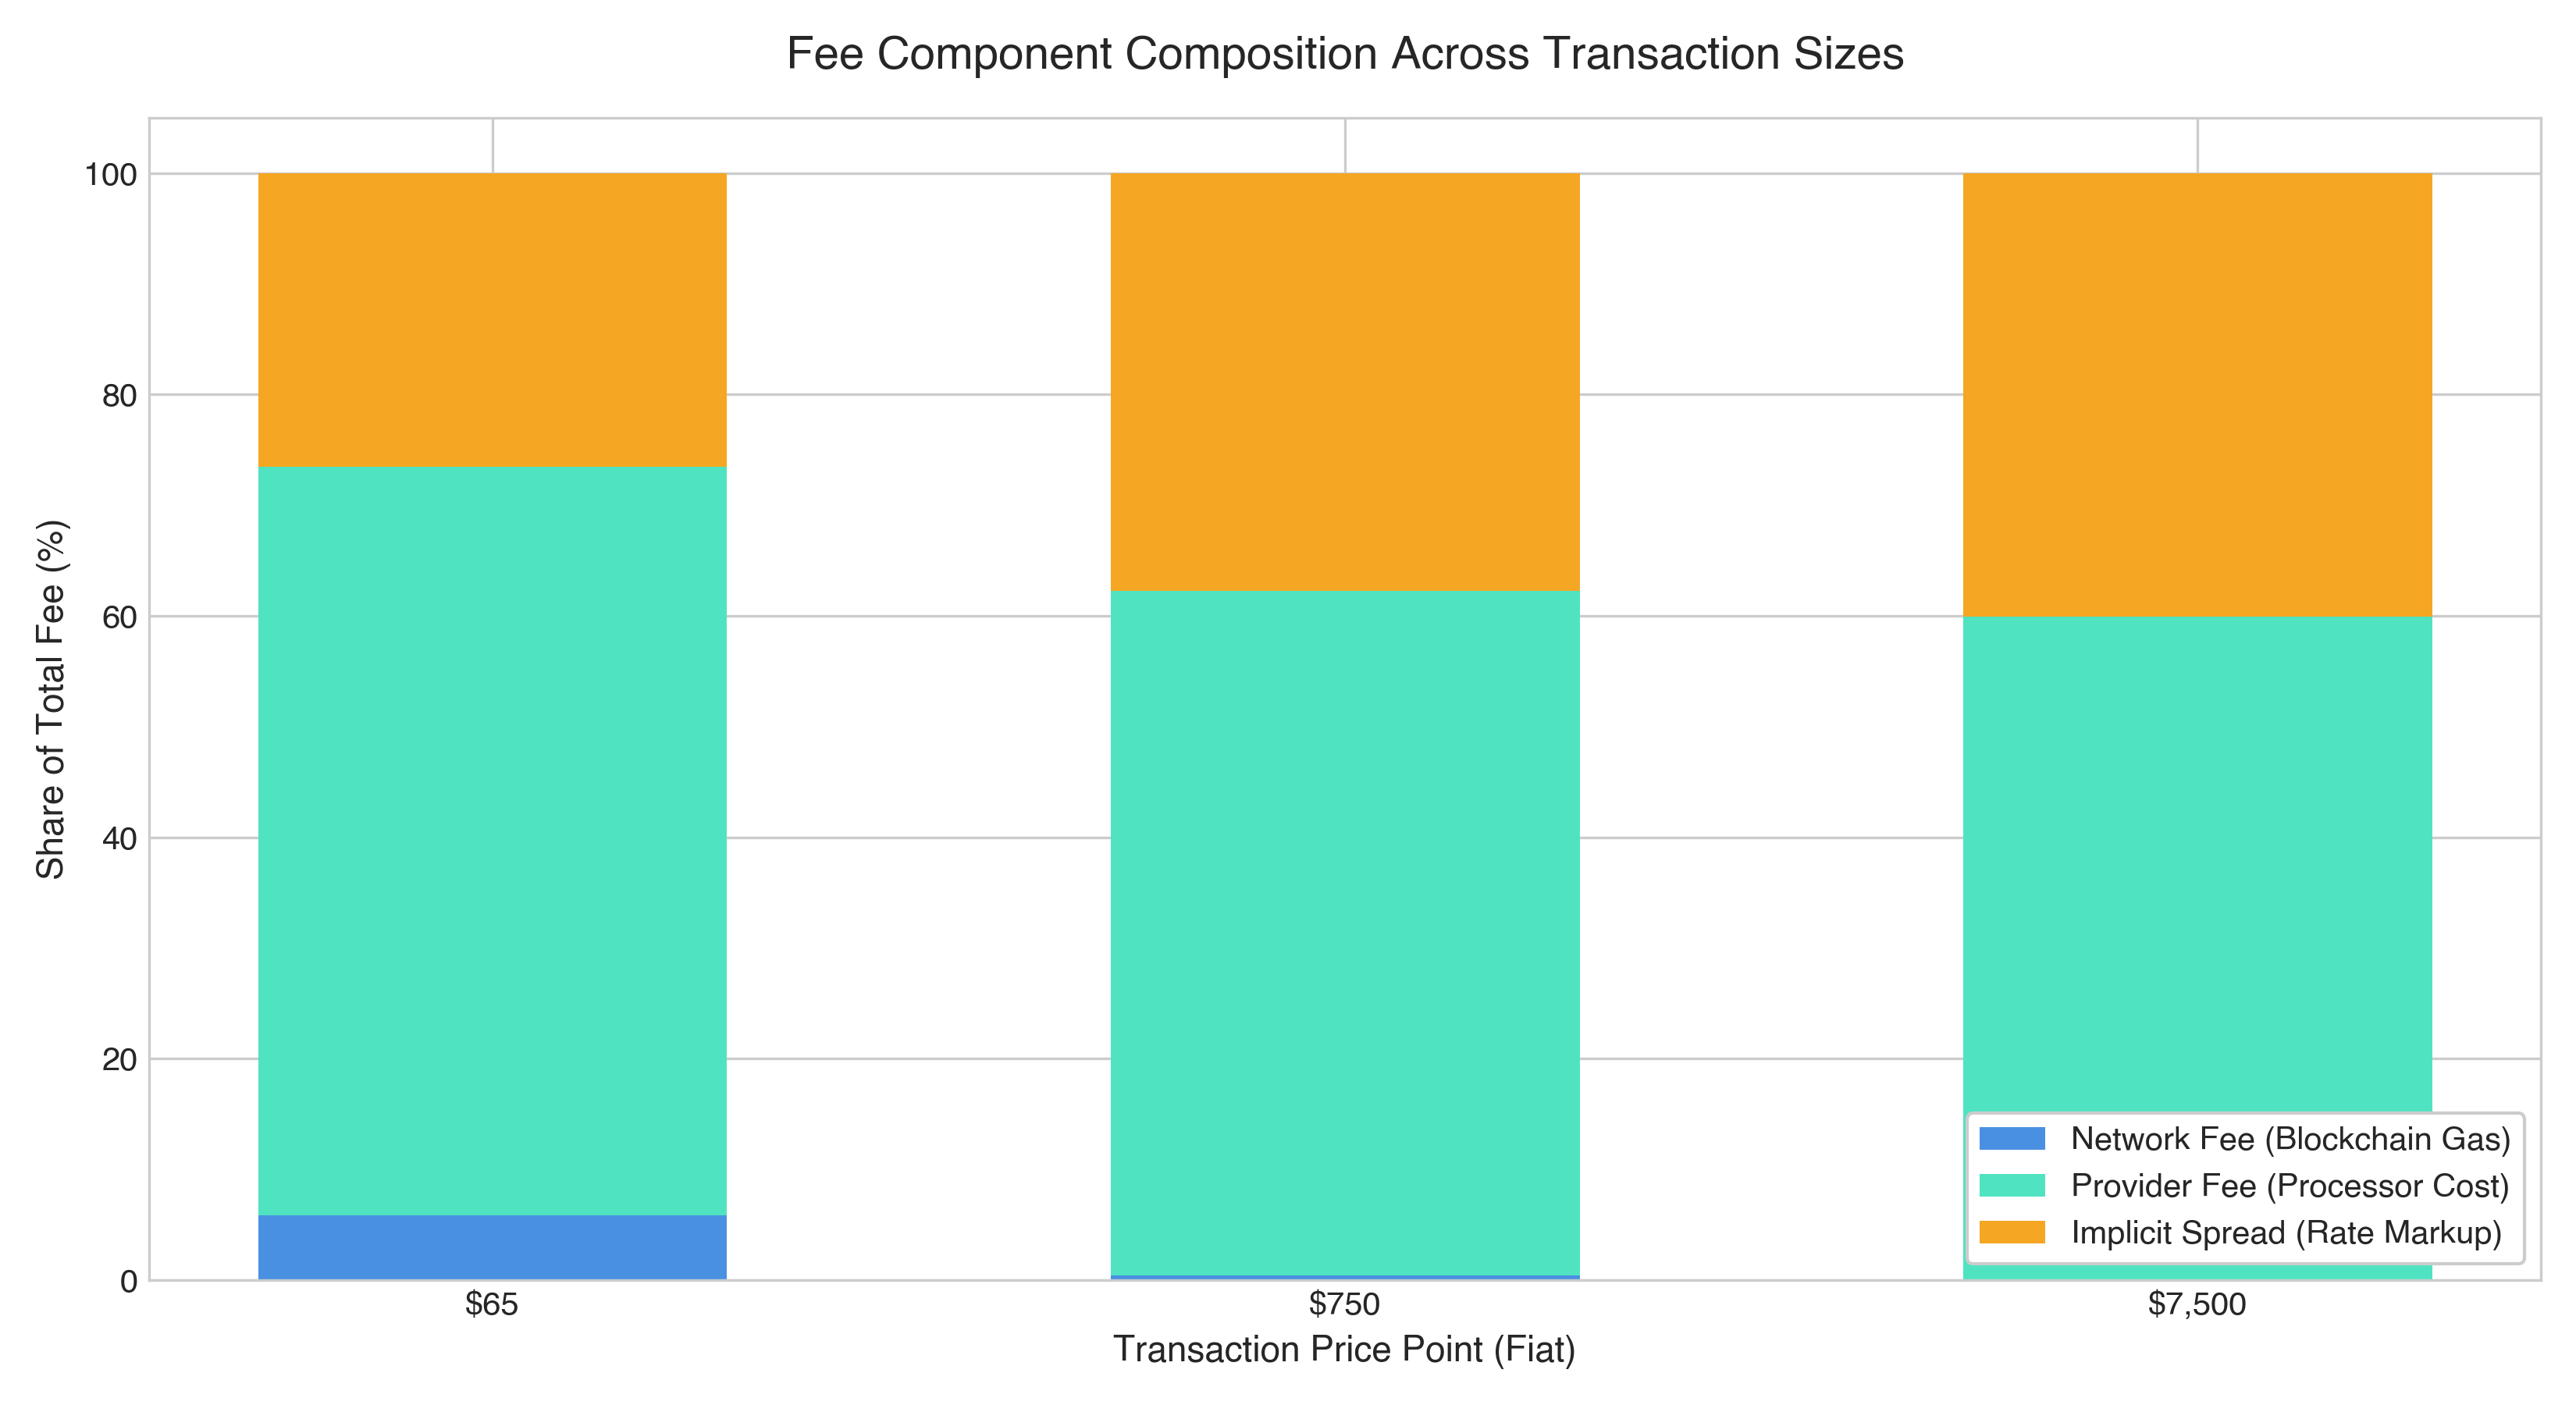 Fee Component Composition Across Transaction Sizes
Share of Total Fee (%)
100
80
60
40
20
0
$65
$750
$7,500
Transaction Price Point (Fiat)
Network Fee (Blockchain Gas)
Provider Fee (Processor Cost)
Implicit Spread (Rate Markup)